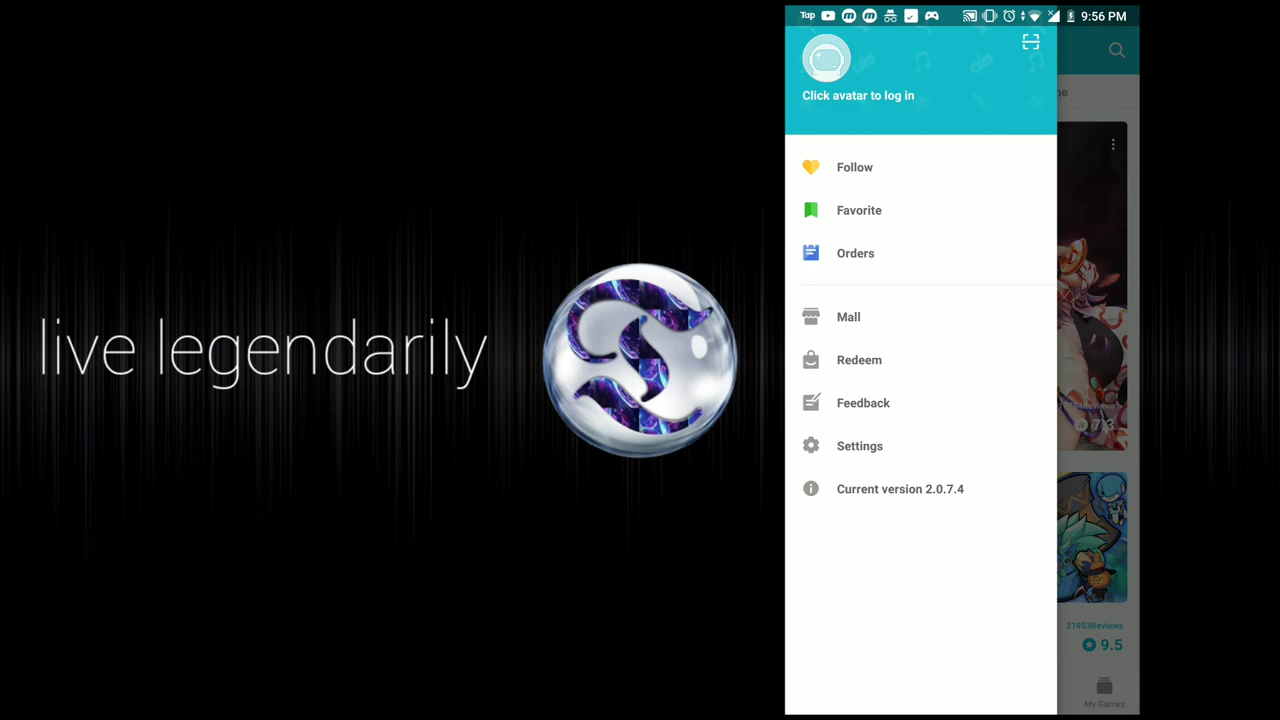 live legendarily
Tap
9:56 PM
Click avatar to log in
Follow
Favorite
Orders
Mall
Redeem
Feedback
Settings
Current version 2.0.7.4
21953Reviews
9.5
My Games